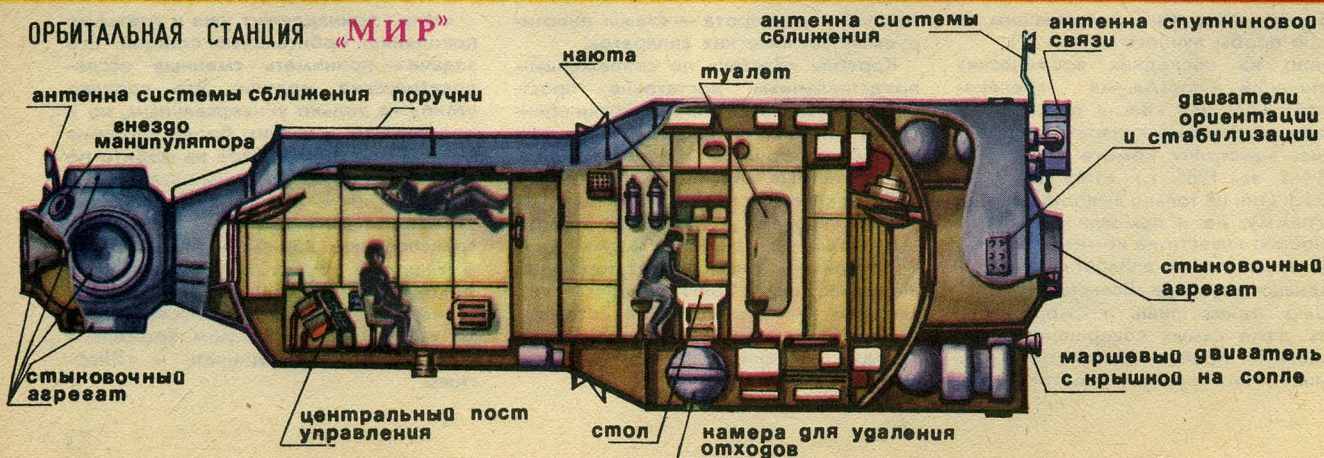 ОРБИТАЛЬНАЯ СТАНЦИЯ „МИР”
антенна системы
сближения
антенна спутниковой
связи
каюта
туалет
антенна системы сближения
поручни
гнездо
манипулятора
двигатели
ориентации
и стабилизации
стыковочный
агрегат
маршевый двигатель
с крышкой на сопле
стыковочный
агрегат
центральный пост
управления
стол
камера для удаления
отходов